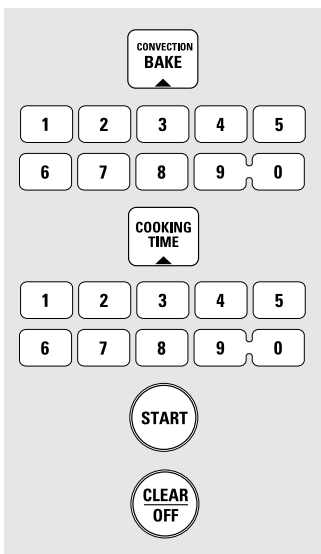 CONVECTION
BAKE
1 2 3 4 5
6 7 8 9 0
COOKING
TIME
1 2 3 4 5
6 7 8 9 0
START
CLEAR
OFF